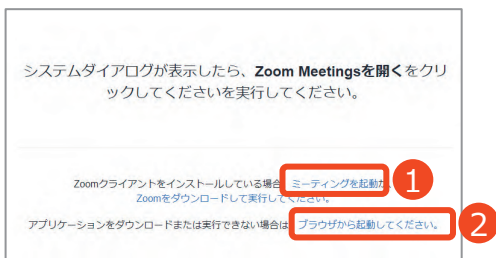 システムダイアログが表示したら、Zoom Meetingsを開くをクリ
ックしてくださいを実行してください。
Zoomクライアントをインストールしている場合 ミーティングを起動か、 1
Zoomをダウンロードして実行してください。
アプリケーションをダウンロードまたは実行できない場合は ブラウザから起動してください。 2